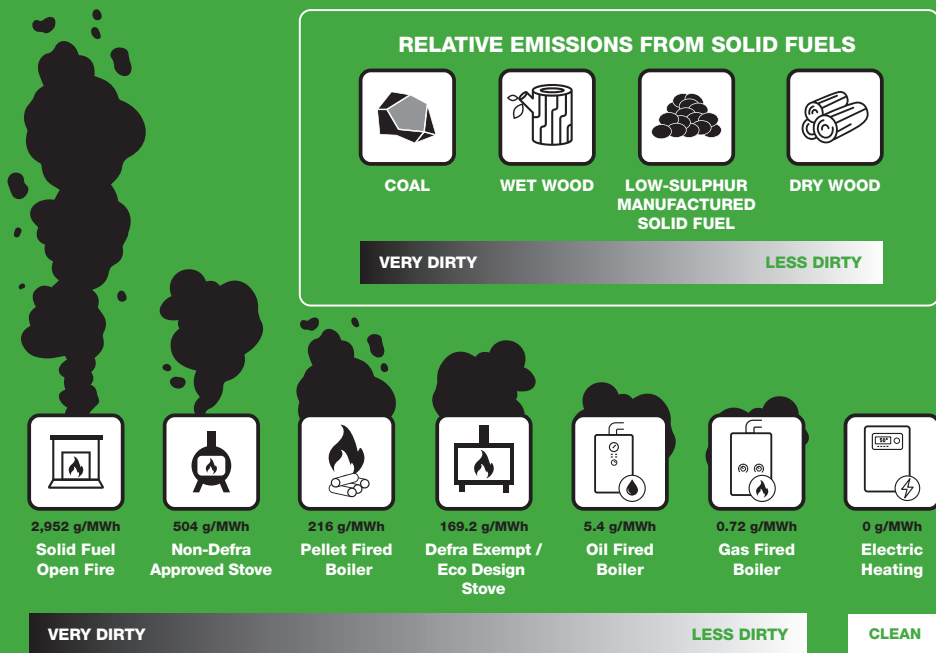 RELATIVE EMISSIONS FROM SOLID FUELS
COAL
WET WOOD
LOW-SULPHUR
MANUFACTURED
SOLID FUEL
DRY WOOD
VERY DIRTY
LESS DIRTY
2,952 g/MWh
Solid Fuel
Open Fire
504 g/MWh
Non-Defra
Approved Stove
216 g/MWh
Pellet Fired
Boiler
169.2 g/MWh
Defra Exempt /
Eco Design
Stove
5.4 g/MWh
Oil Fired
Boiler
0.72 g/MWh
Gas Fired
Boiler
0 g/MWh
Electric
Heating
VERY DIRTY
LESS DIRTY
CLEAN